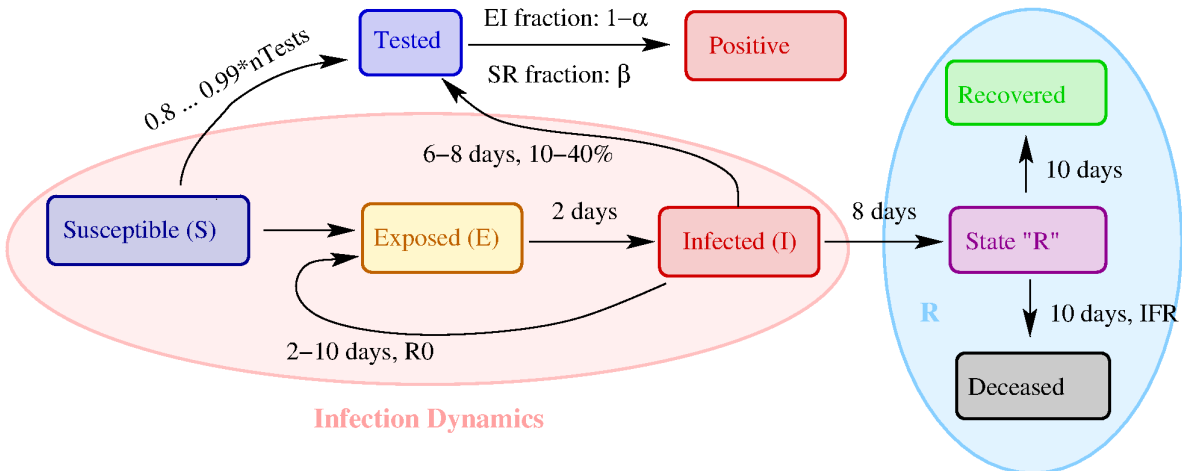 EI fraction: 1–α
Tested
Positive
SR fraction: β
0.8 ... 0.99*nTests
Recovered
6–8 days, 10–40%
10 days
Susceptible (S)
Exposed (E)
2 days
Infected (I)
8 days
State "R"
R
10 days, IFR
2–10 days, R0
Deceased
Infection Dynamics